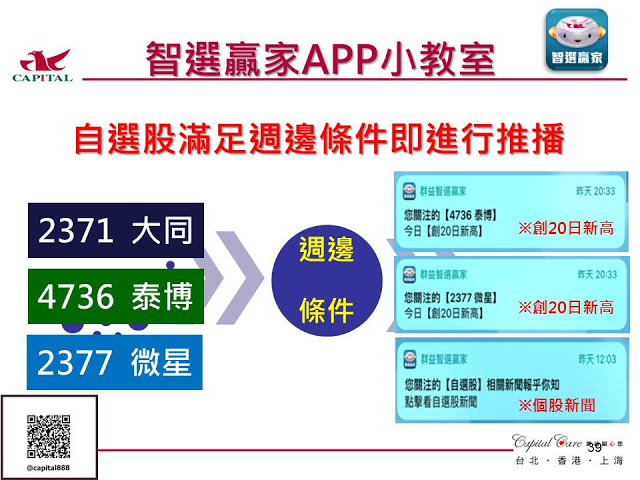 CAPITAL
智選贏家APP小教室
智選贏家
自選股滿足週邊條件即進行推播
2371 大同
4736 泰博
2377 微星
週邊
條件
群益智選贏家 昨天 20:33
您關注的【4736 泰博】
今日【創20日新高】 ※創20日新高
群益智選贏家 昨天 20:33
您關注的【2377 微星】
今日【創20日新高】 ※創20日新高
群益智選贏家 昨天 12:03
您關注的【自選股】相關新聞報乎你知
點擊看自選股新聞 ※個股新聞
@capital888
Capital Care
39
台北・香港・上海